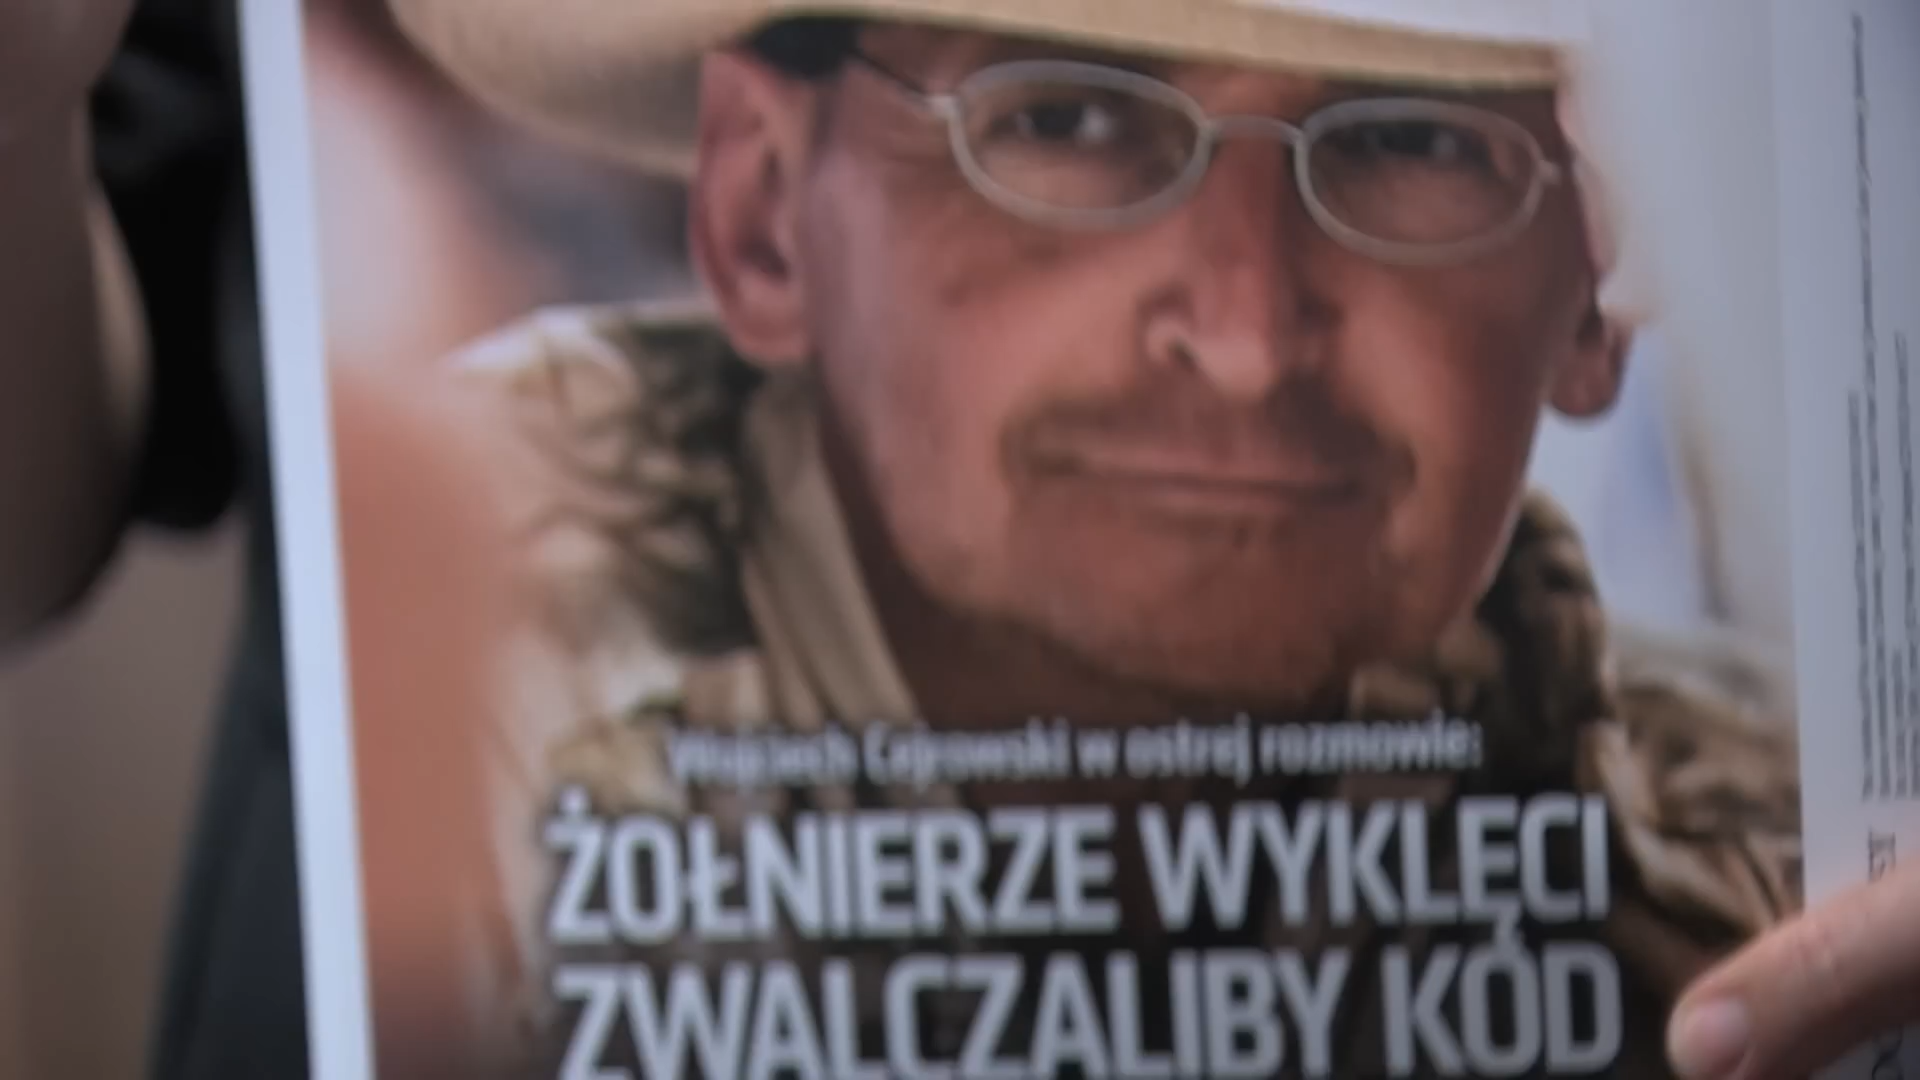 Wojciech Cejrowski w ostrej rozmowie:
ŻOŁNIERZE WYKLĘCI
ZWALCZALIBY KOD